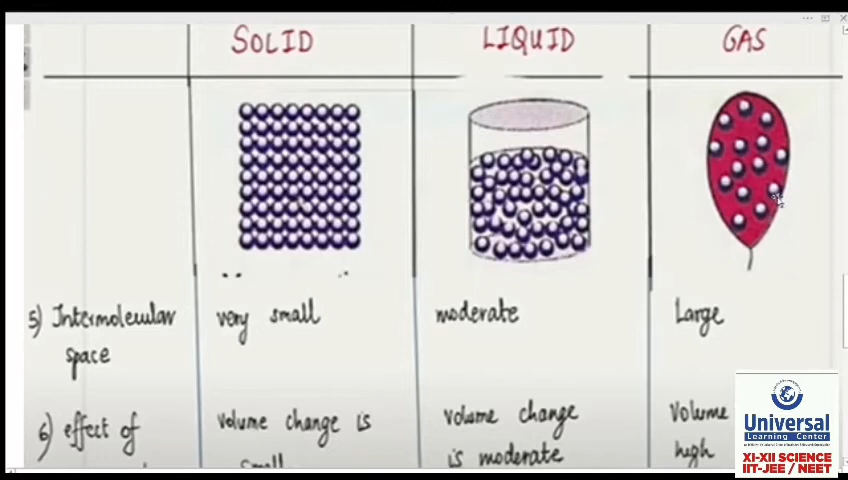 SOLID LIQUID GAS
5) Intermolecular space very small moderate Large
6) effect of volume change is small volume change is moderate Volume high
Universal
Learning Center
XI-XII SCIENCE
IIT-JEE / NEET